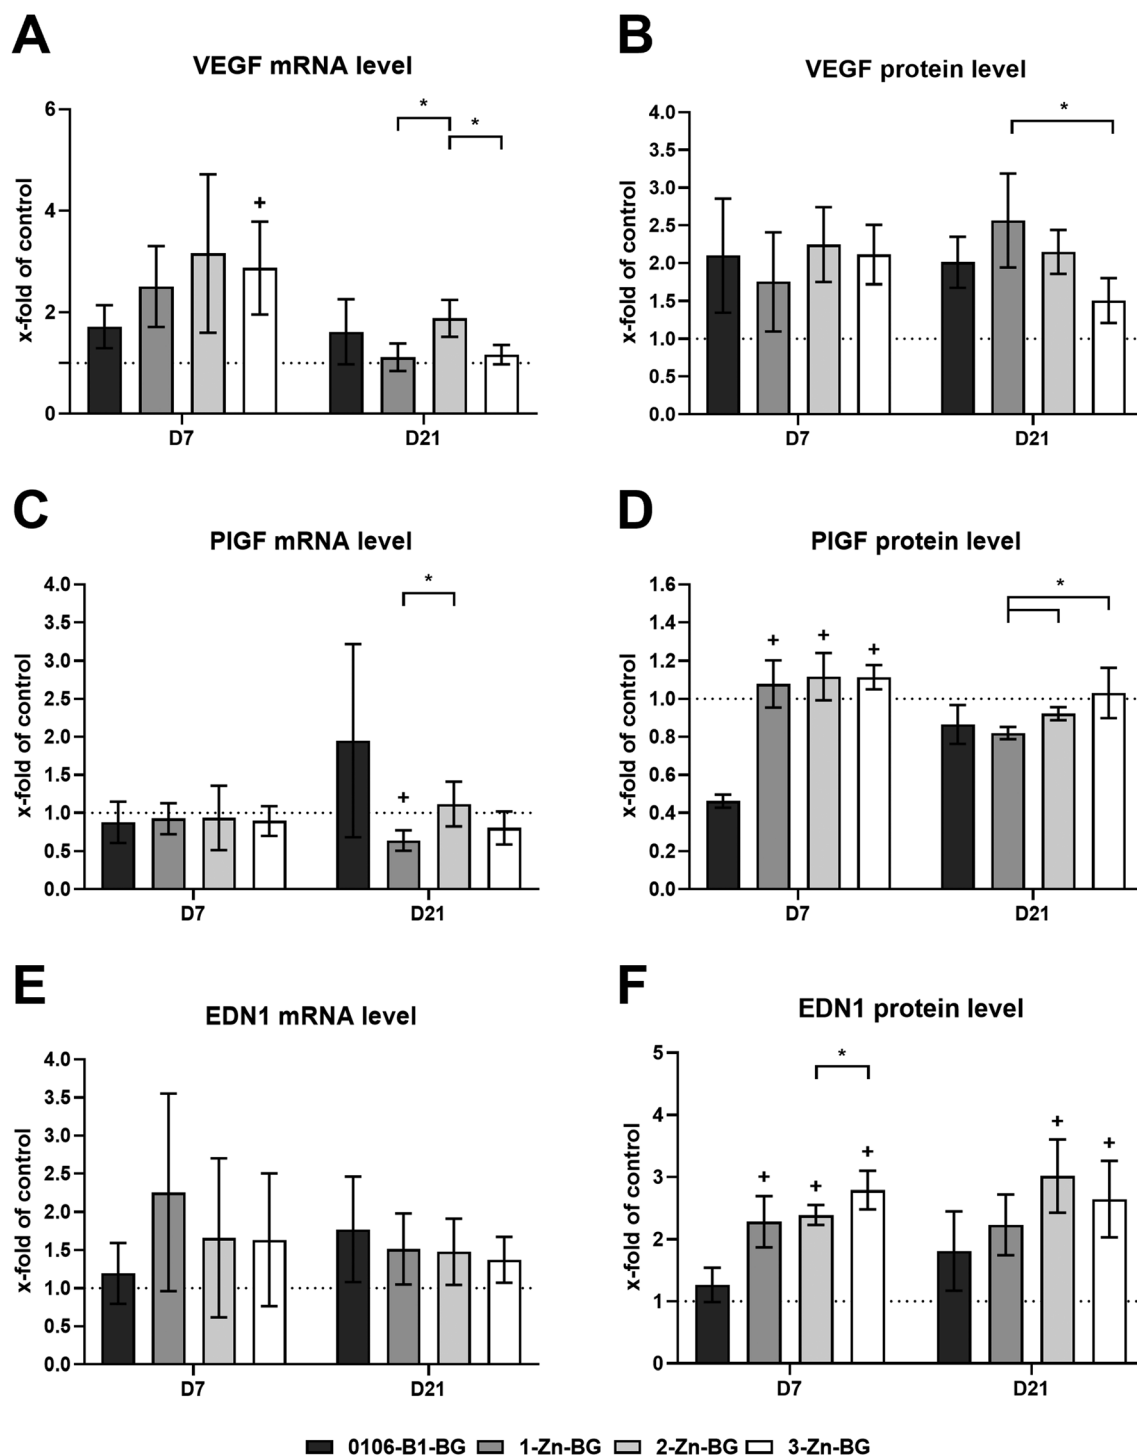 A
VEGF mRNA level
x-fold of control
6
4
2
0
*
*
+
D7
D21
B
VEGF protein level
x-fold of control
4.0
3.5
3.0
2.5
2.0
1.5
1.0
0.5
0.0
*
D7
D21
C
PlGF mRNA level
x-fold of control
4.0
3.5
3.0
2.5
2.0
1.5
1.0
0.5
0.0
*
+
D7
D21
D
PlGF protein level
x-fold of control
1.6
1.4
1.2
1.0
0.8
0.6
0.4
0.2
0.0
*
+
+
+
D7
D21
E
EDN1 mRNA level
x-fold of control
4.0
3.5
3.0
2.5
2.0
1.5
1.0
0.5
0.0
D7
D21
F
EDN1 protein level
x-fold of control
5
4
3
2
1
0
*
+
+
+
+
+
D7
D21
0106-B1-BG
1-Zn-BG
2-Zn-BG
3-Zn-BG